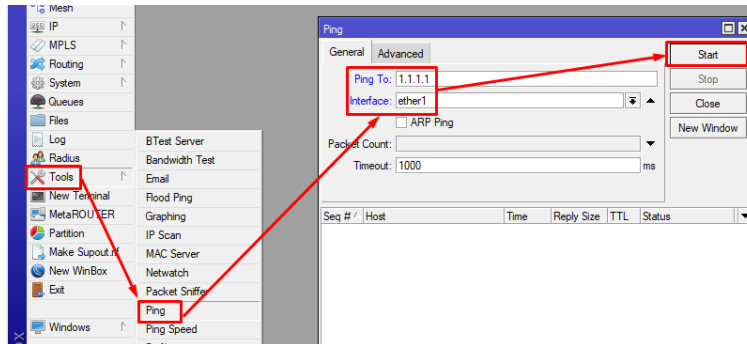 Mesh
IP
MPLS
Routing
System
Queues
Files
Log
Radius
Tools
New Terminal
MetaROUTER
Partition
Make Supout.rif
New WinBox
Exit
Windows
BTest Server
Bandwidth Test
Email
Flood Ping
Graphing
IP Scan
MAC Server
Netwatch
Packet Sniffer
Ping
Ping Speed
Ping
General Advanced
Ping To: 1.1.1.1
Interface: ether1
ARP Ping
Packet Count:
Timeout: 1000 ms
Start
Stop
Close
New Window
Seq # Host Time Reply Size TTL Status